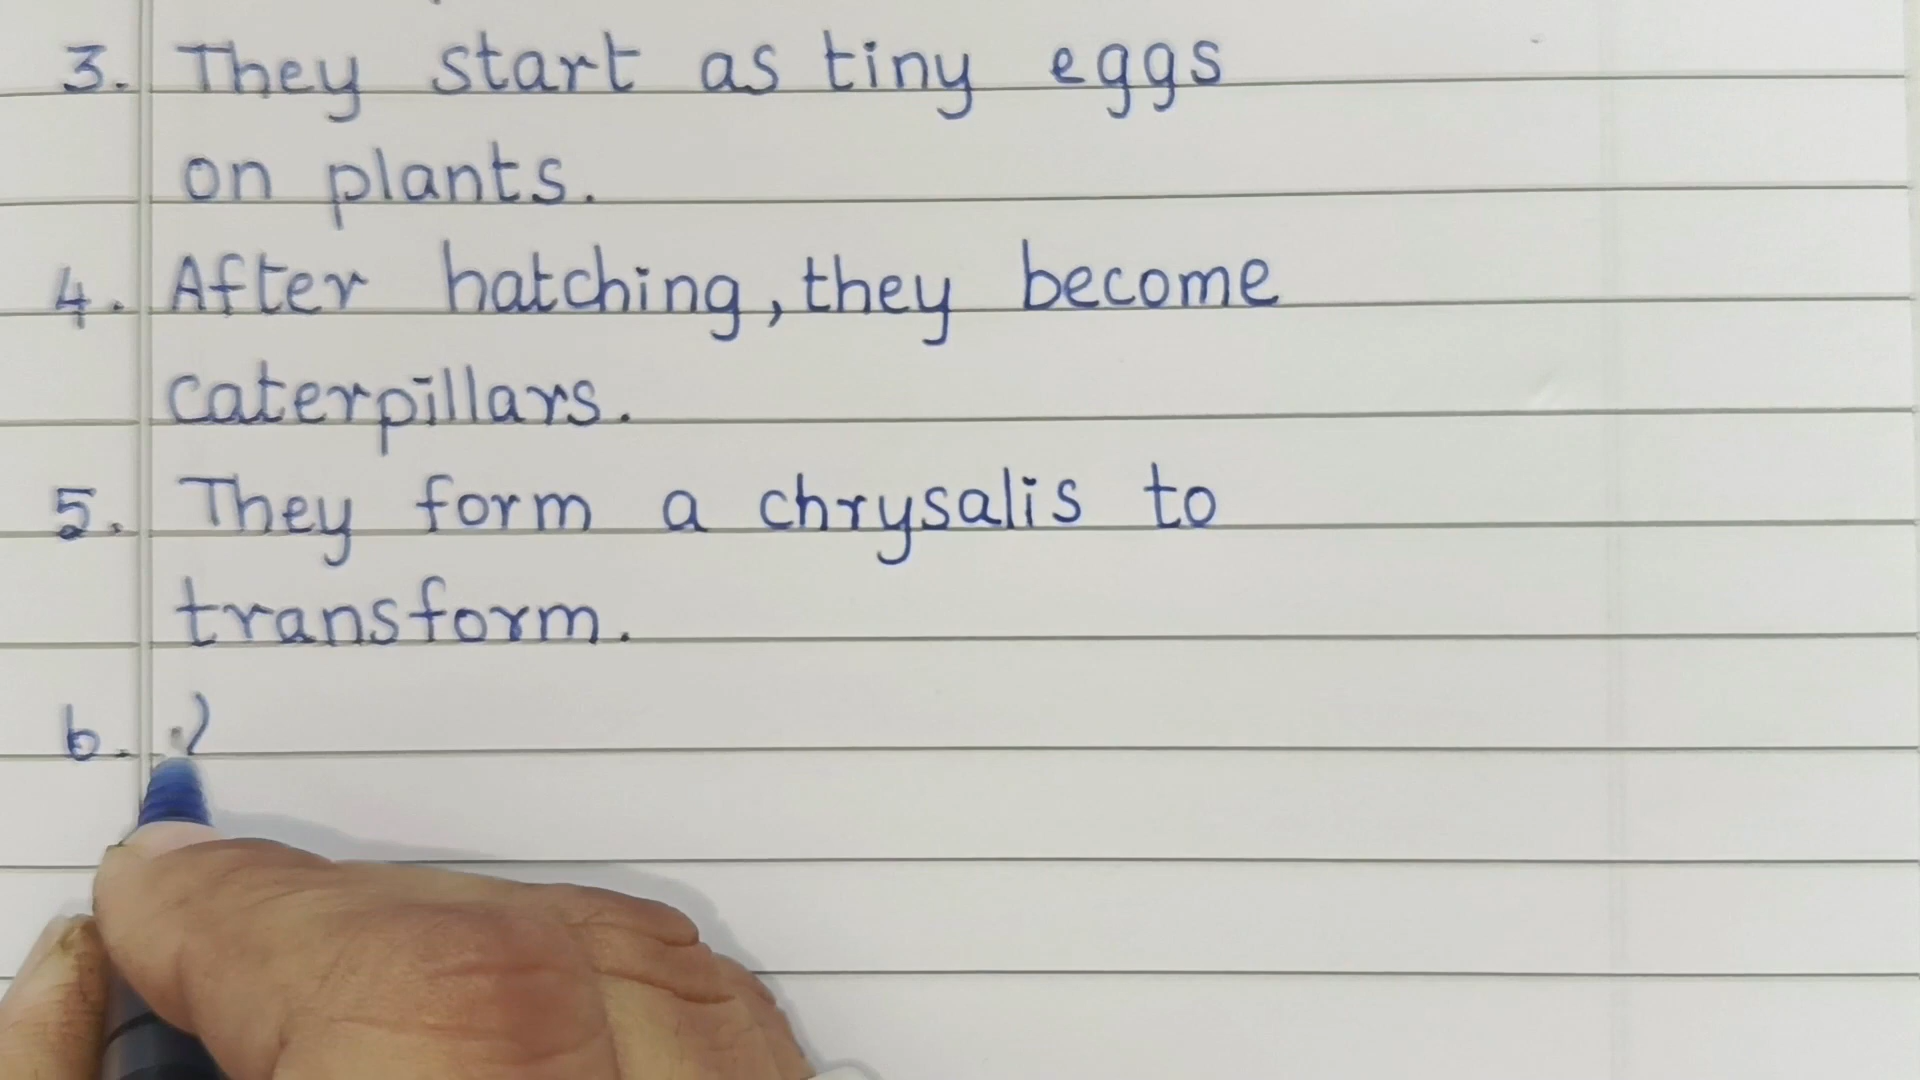 3. They start as tiny eggs
on plants.
4. After hatching, they become
caterpillars.
5. They form a chrysalis to
transform.
6.